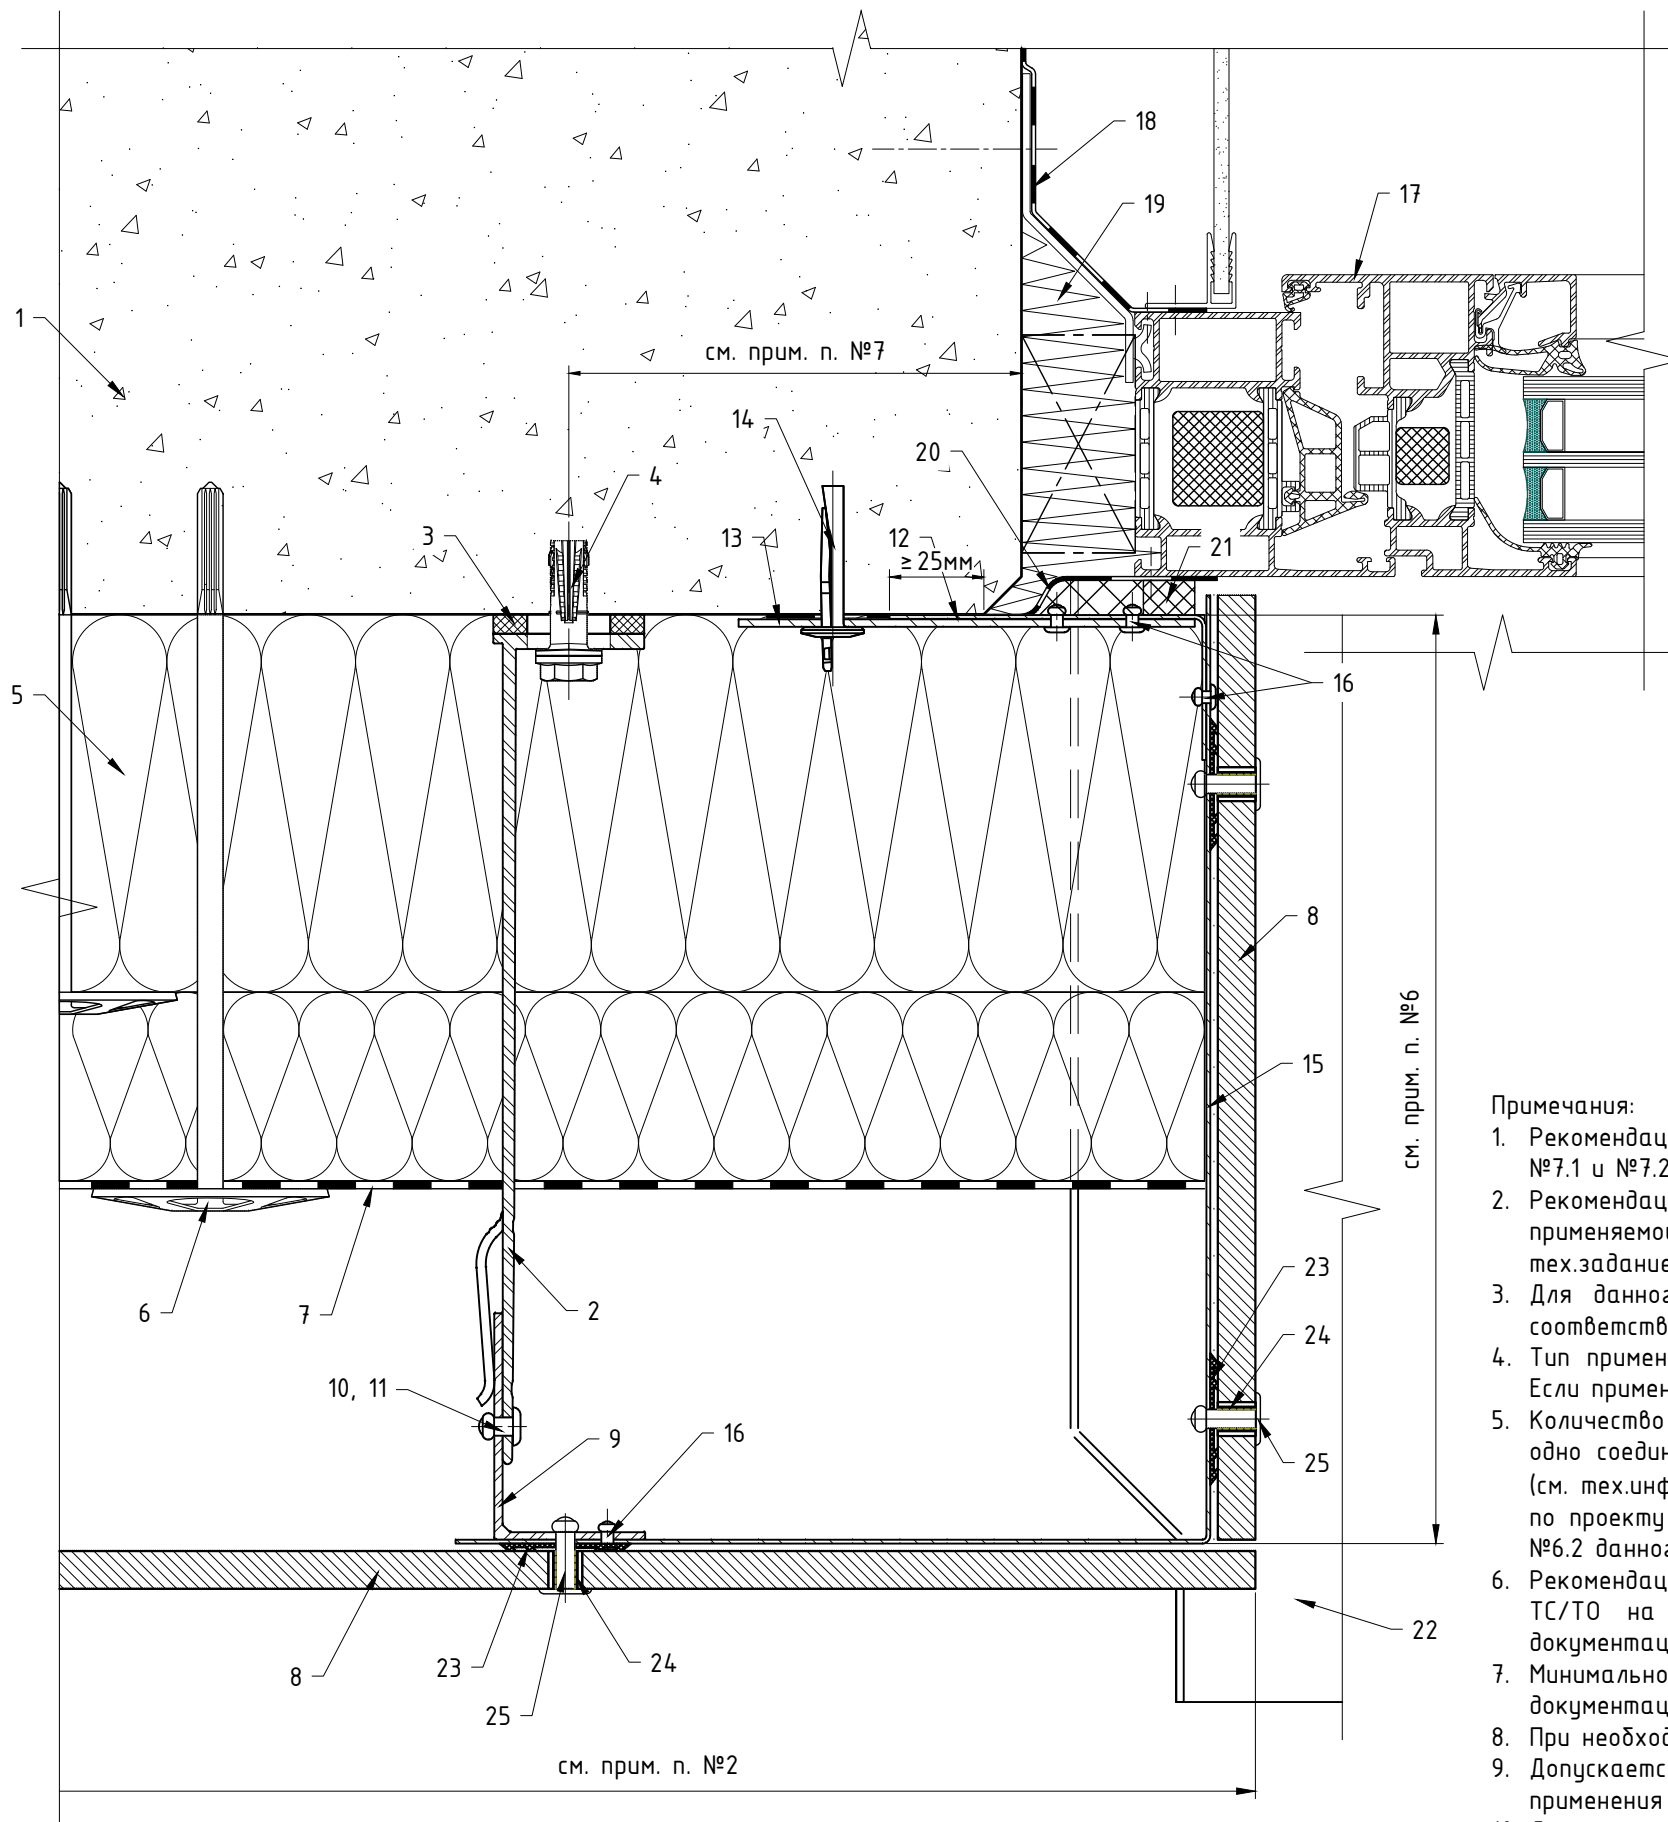 18
17
19
1
см. прим. п. №7
14
20
4
3
13
12
≥ 25мм
21
5
16
8
см. прим. п. №6
15
6
7
2
23
24
10, 11
9
16
25
22
8
23
24
25
см. прим. п. №2
Примечания:
1. Рекомендац
№7.1 и №7.2
2. Рекомендац
применяемо
тех.задание
3. Для данног
соответств
4. Тип примен
Если примен
5. Количество
одно соедин
(см. тех.инф
по проекту
№6.2 данног
6. Рекомендац
ТС/ТО на
документац
7. Минимально
документац
8. При необход
9. Допускаетс
применения